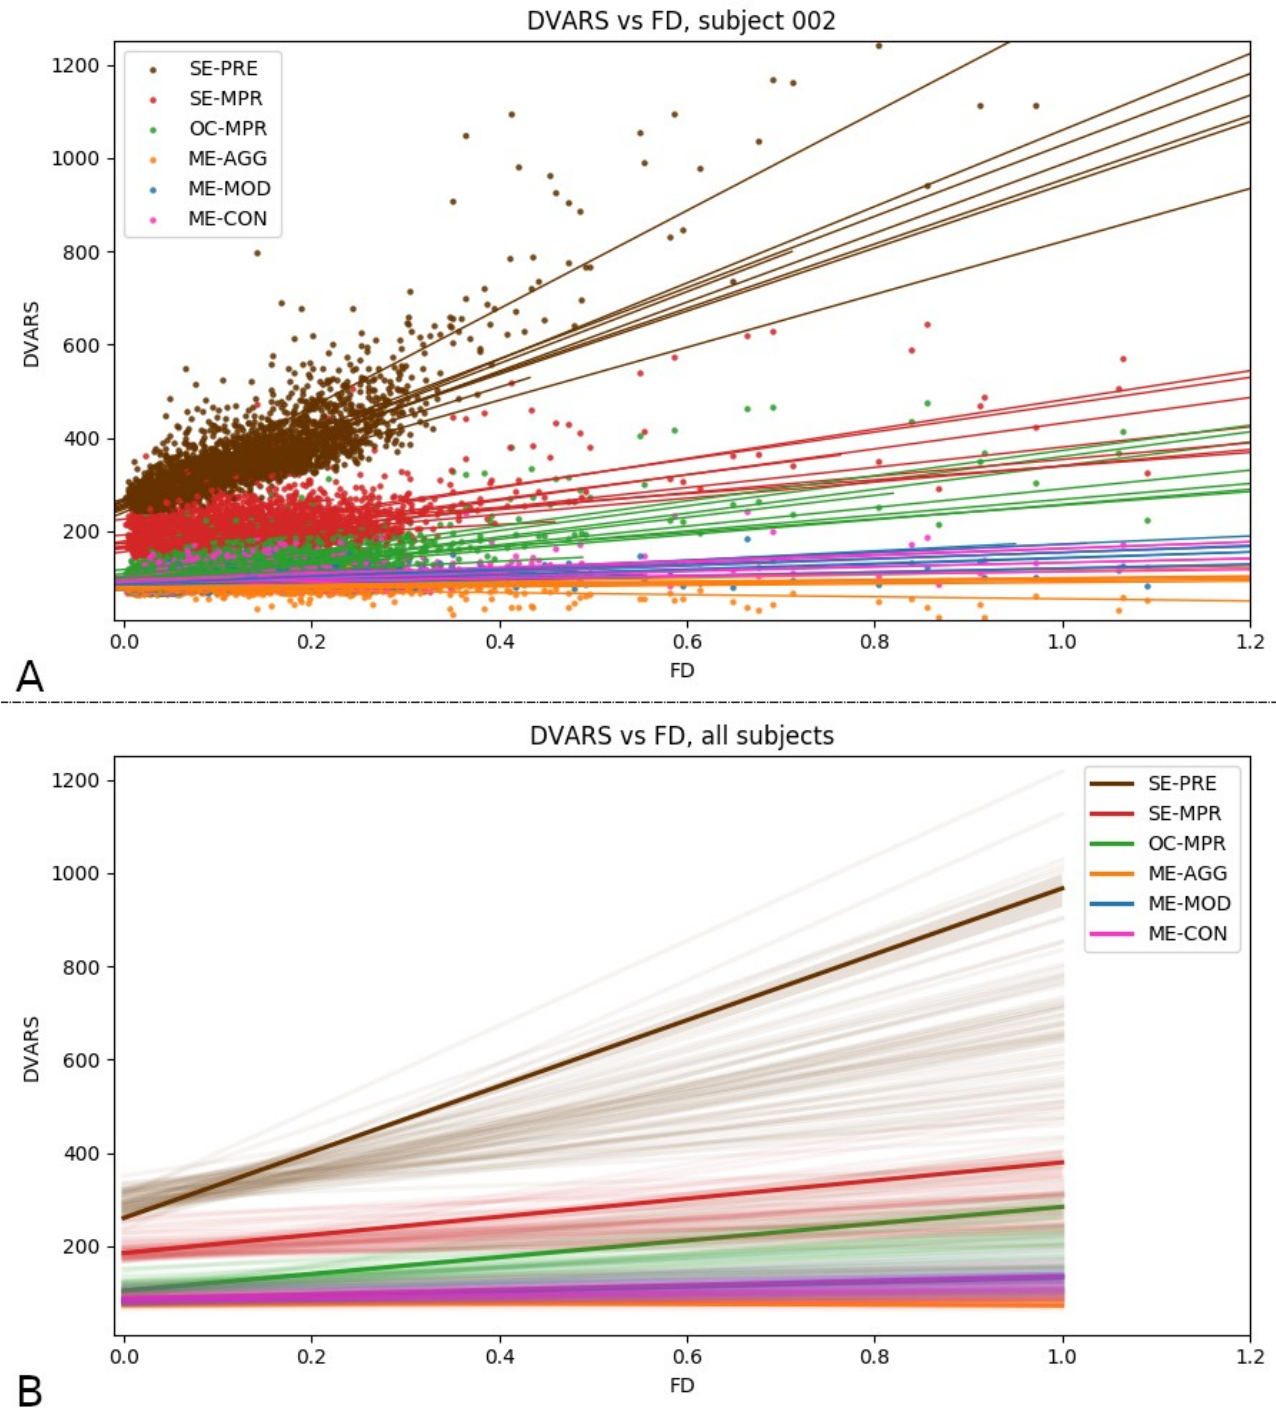 DVARS vs FD, subject 002
1200
1000
800
600
400
200
DVARS
SE-PRE
SE-MPR
OC-MPR
ME-AGG
ME-MOD
ME-CON
0.0 0.2 0.4 0.6 0.8 1.0 1.2
FD
A
DVARS vs FD, all subjects
1200
1000
800
600
400
200
DVARS
SE-PRE
SE-MPR
OC-MPR
ME-AGG
ME-MOD
ME-CON
0.0 0.2 0.4 0.6 0.8 1.0 1.2
FD
B